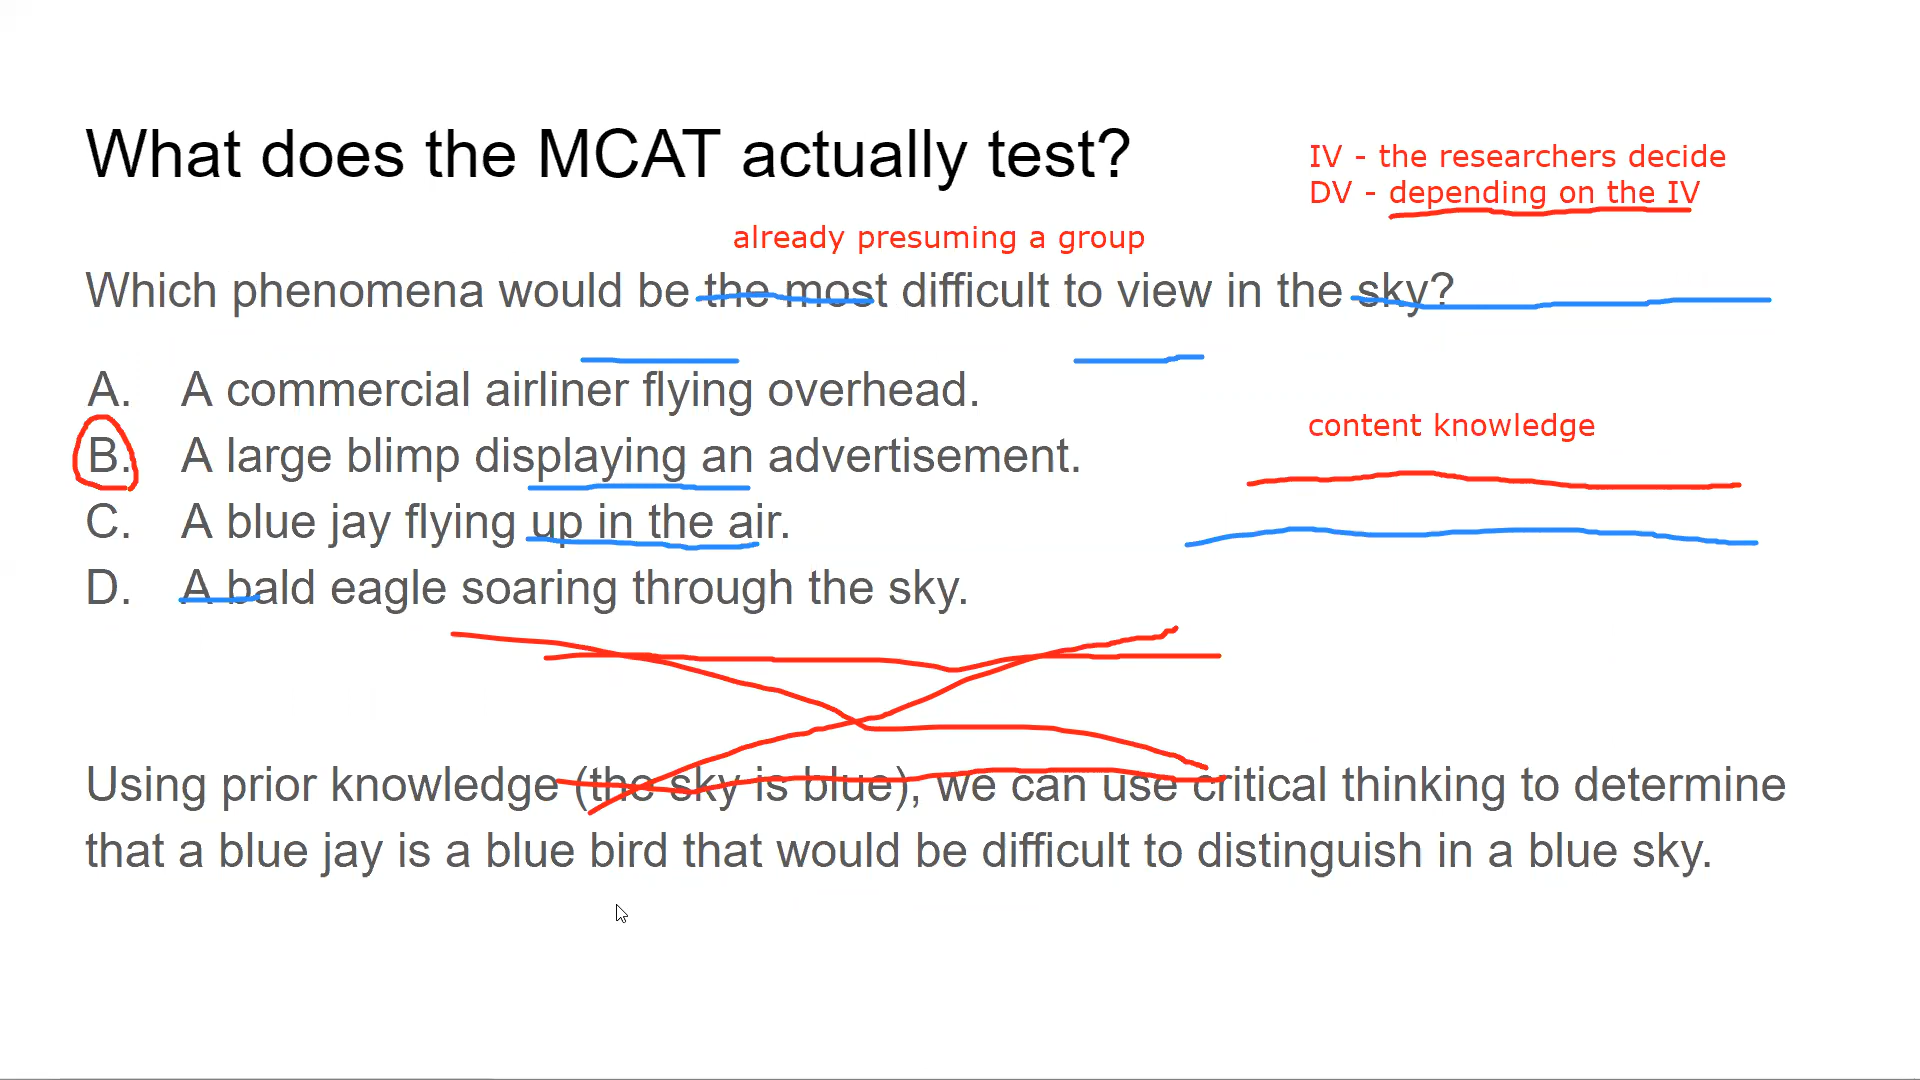 What does the MCAT actually test?
IV - the researchers decide
DV - depending on the IV
already presuming a group
Which phenomena would be the most difficult to view in the sky?
A. A commercial airliner flying overhead.
B. A large blimp displaying an advertisement.
content knowledge
C. A blue jay flying up in the air.
D. A bald eagle soaring through the sky.
Using prior knowledge (the sky is blue), we can use critical thinking to determine
that a blue jay is a blue bird that would be difficult to distinguish in a blue sky.